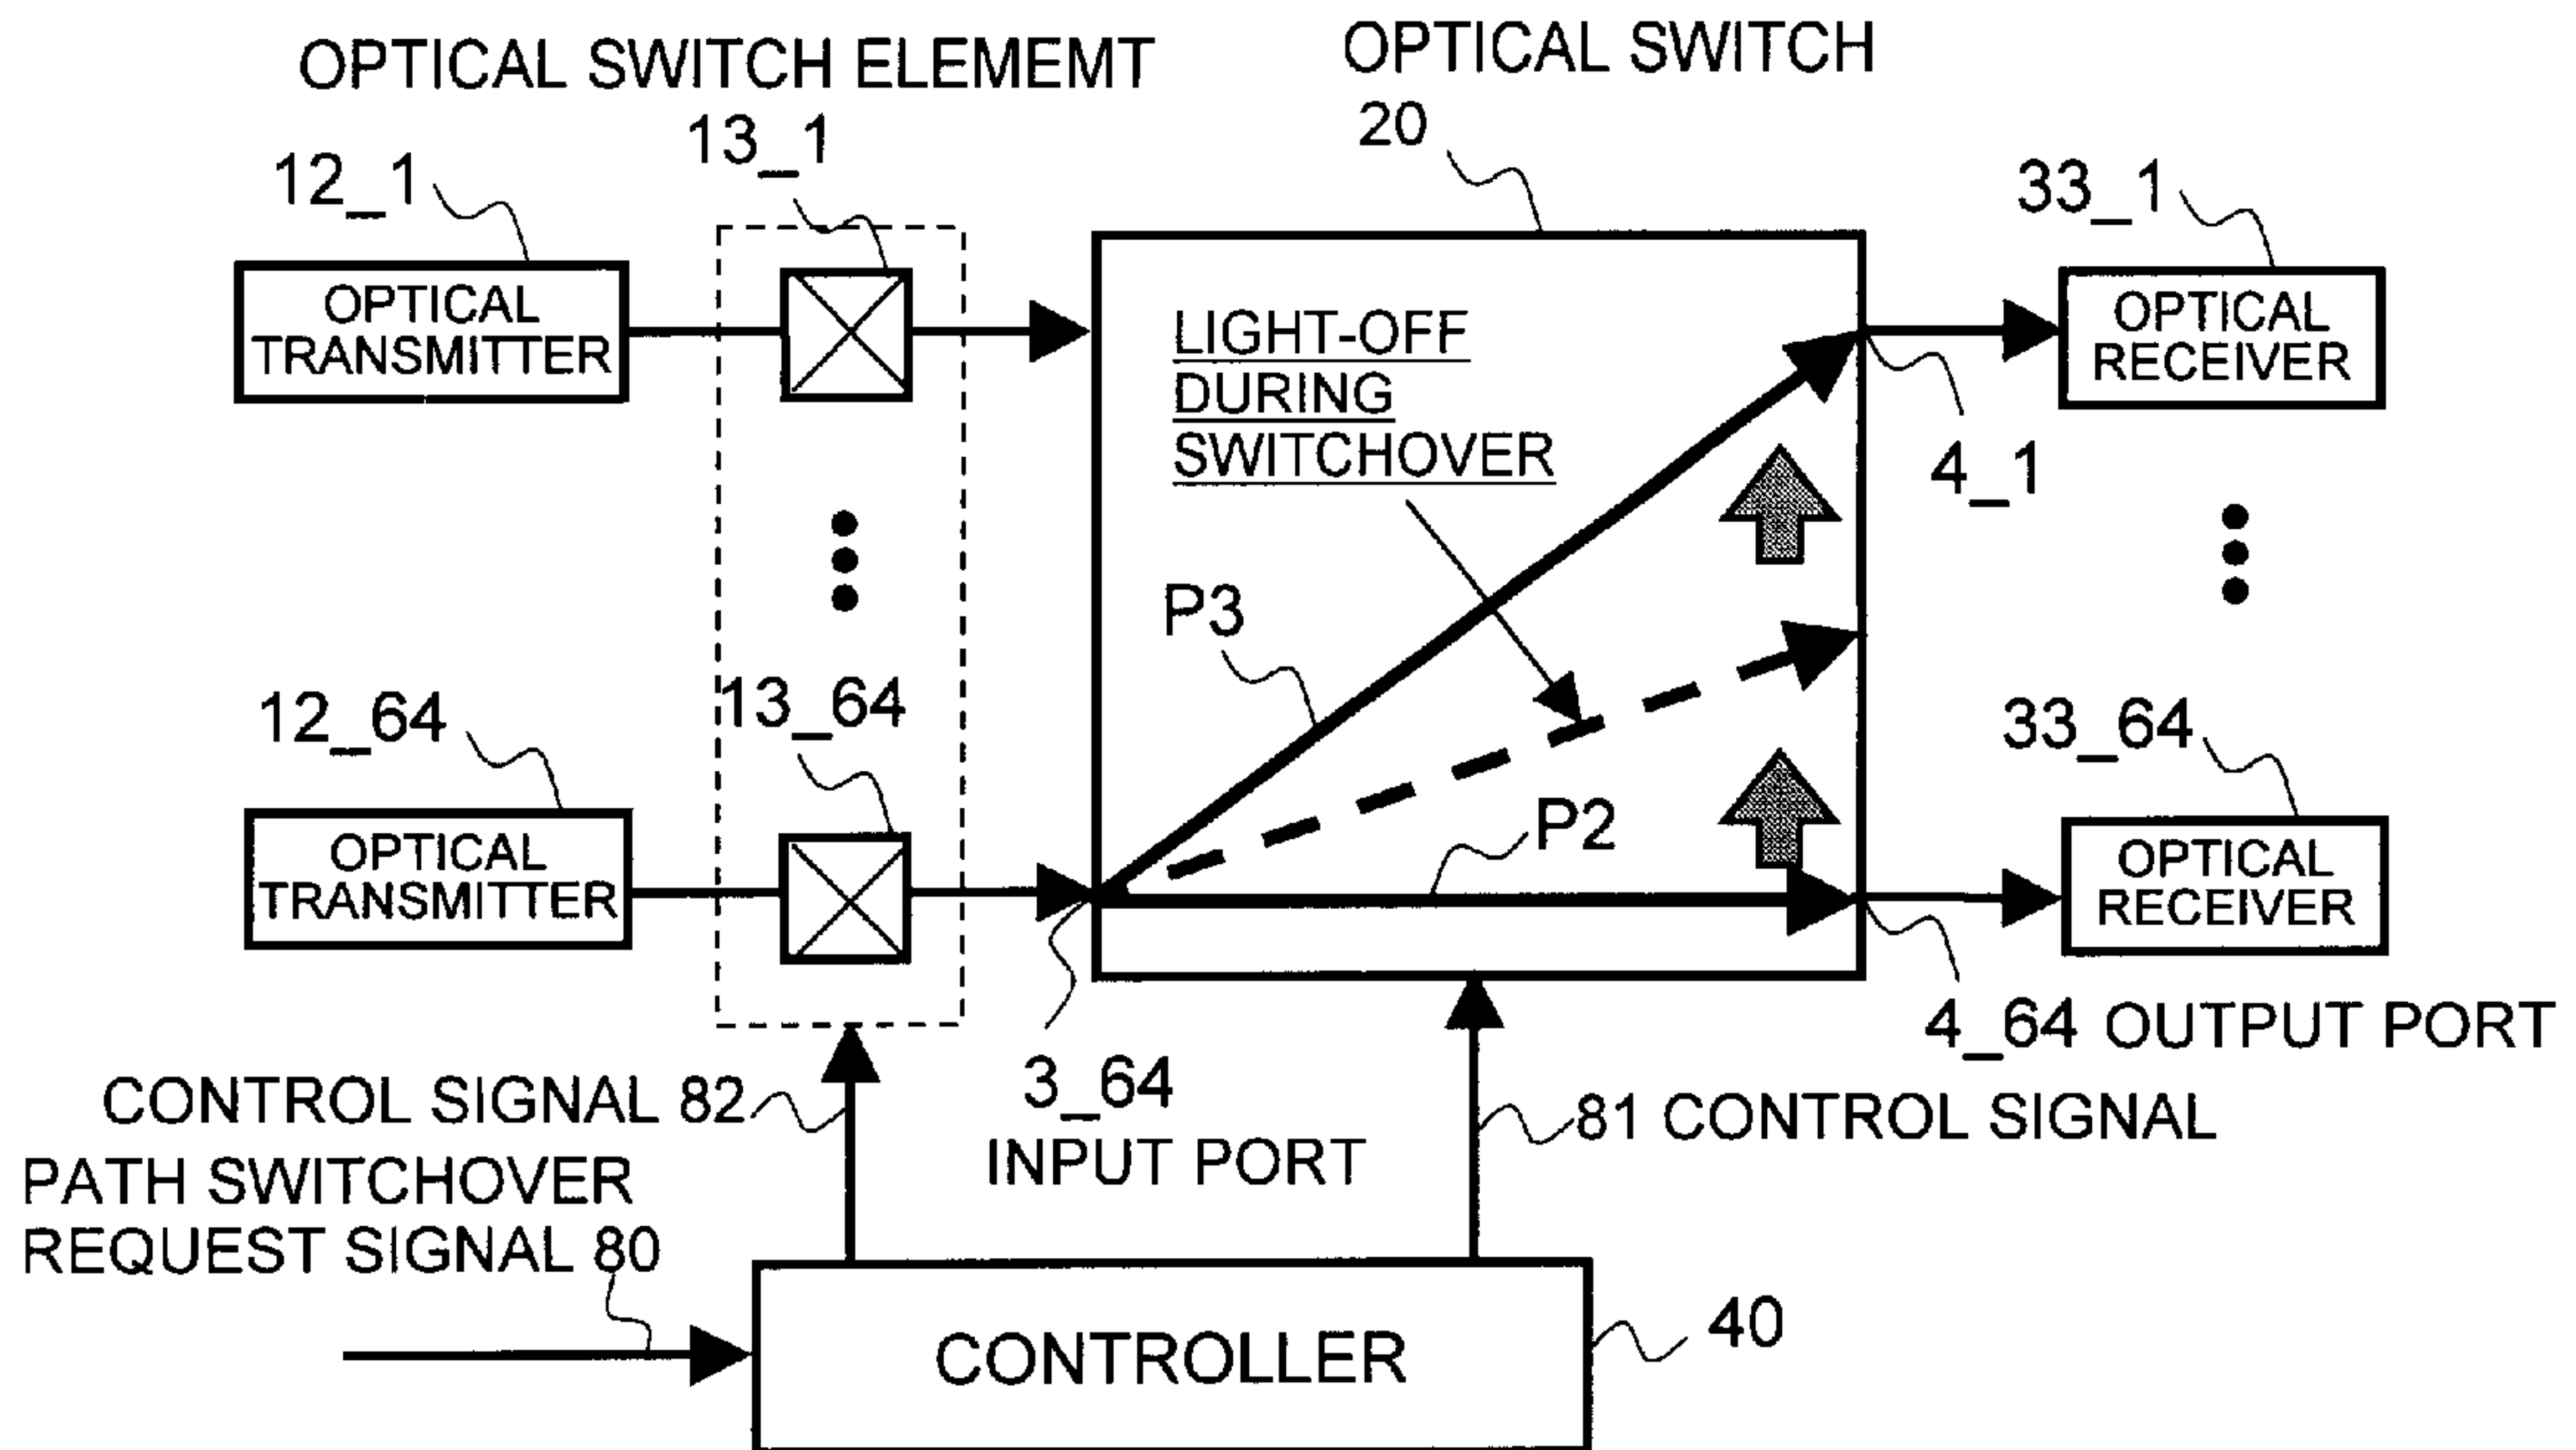 OPTICAL SWITCH ELEMEMT
13_1
OPTICAL SWITCH
20
12_1
33_1
OPTICAL
TRANSMITTER
LIGHT-OFF
DURING
SWITCHOVER
OPTICAL
RECEIVER
4_1
P3
12_64
13_64
33_64
P2
OPTICAL
TRANSMITTER
OPTICAL
RECEIVER
4_64 OUTPUT PORT
3_64
INPUT PORT
CONTROL SIGNAL 82
81 CONTROL SIGNAL
PATH SWITCHOVER
REQUEST SIGNAL 80
CONTROLLER
40